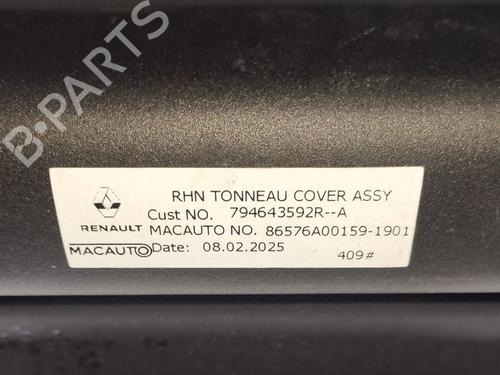 B-PARTS
RHN TONNEAU COVER ASSY
Cust NO. 794643592R--A
RENAULT MACAUTO NO. 86576A00159-1901
MACAUTO Date: 08.02.2025 409#